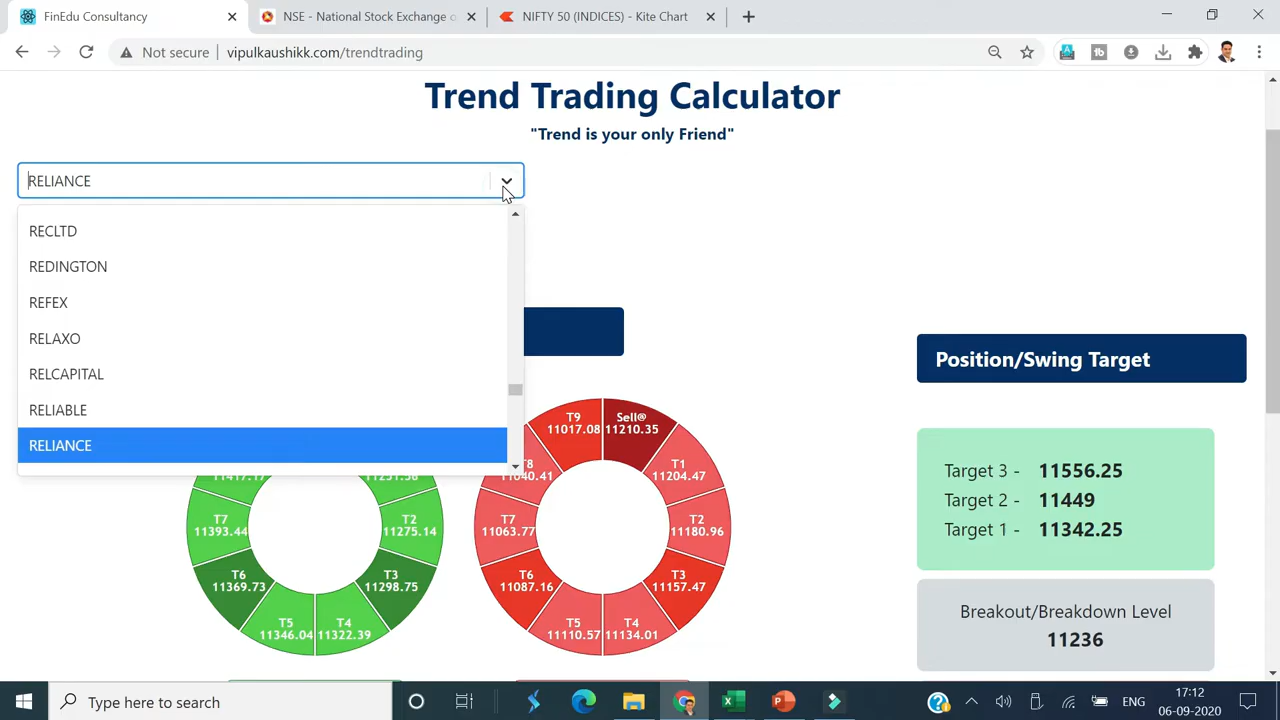 FinEdu Consultancy
NSE - National Stock Exchange o
NIFTY 50 (INDICES) - Kite Chart
Not secure
vipulkaushikk.com/trendtrading
Trend Trading Calculator
"Trend is your only Friend"
RELIANCE
RECLTD
REDINGTON
REFEX
RELAXO
RELCAPITAL
RELIABLE
RELIANCE
T7
11393.44
T6
11369.73
T5
11346.04
T4
11322.39
T3
11298.75
T2
11275.14
T9
11017.08
Sell@
11210.35
T1
11204.47
T2
11180.96
T3
11157.47
T4
11134.01
T5
11110.57
T6
11087.16
T7
11063.77
T8
11040.41
Position/Swing Target
Target 3 - 11556.25
Target 2 - 11449
Target 1 - 11342.25
Breakout/Breakdown Level
11236
Type here to search
ENG
17:12
06-09-2020